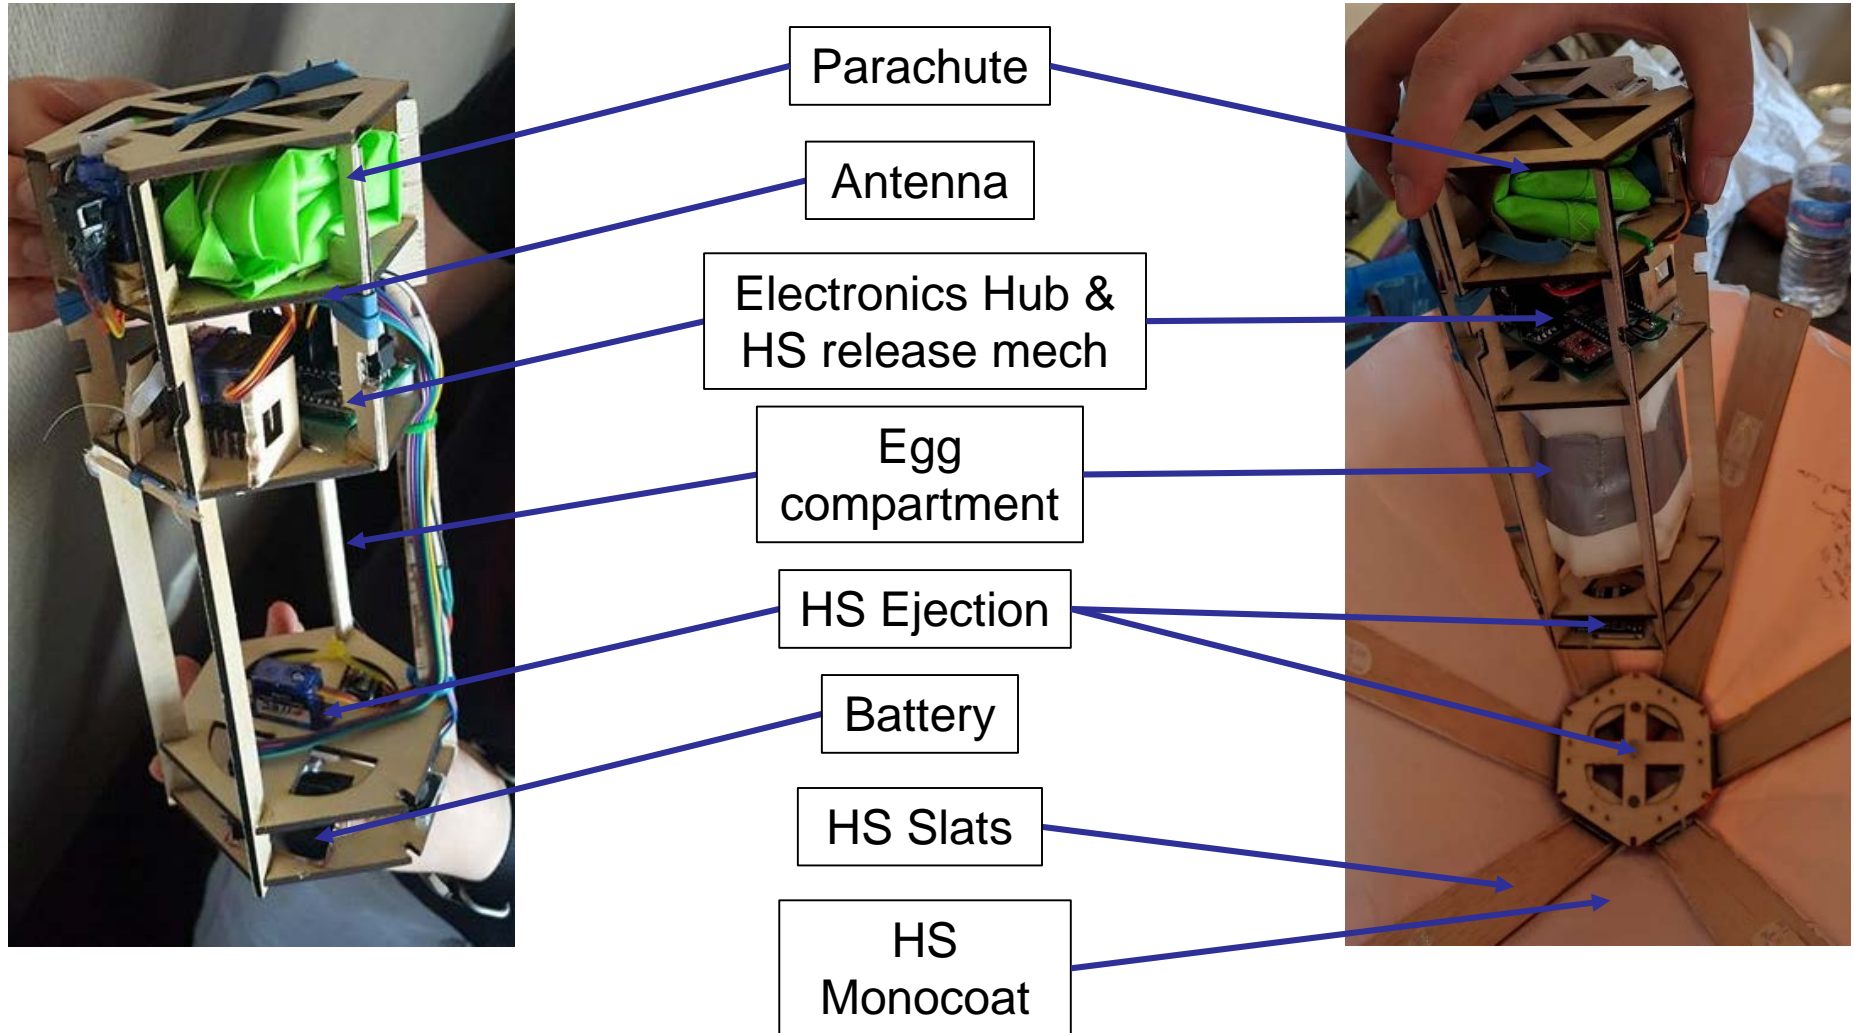 Parachute
Antenna
Electronics Hub &
HS release mech
Egg
compartment
HS Ejection
Battery
HS Slats
HS
Monocoat